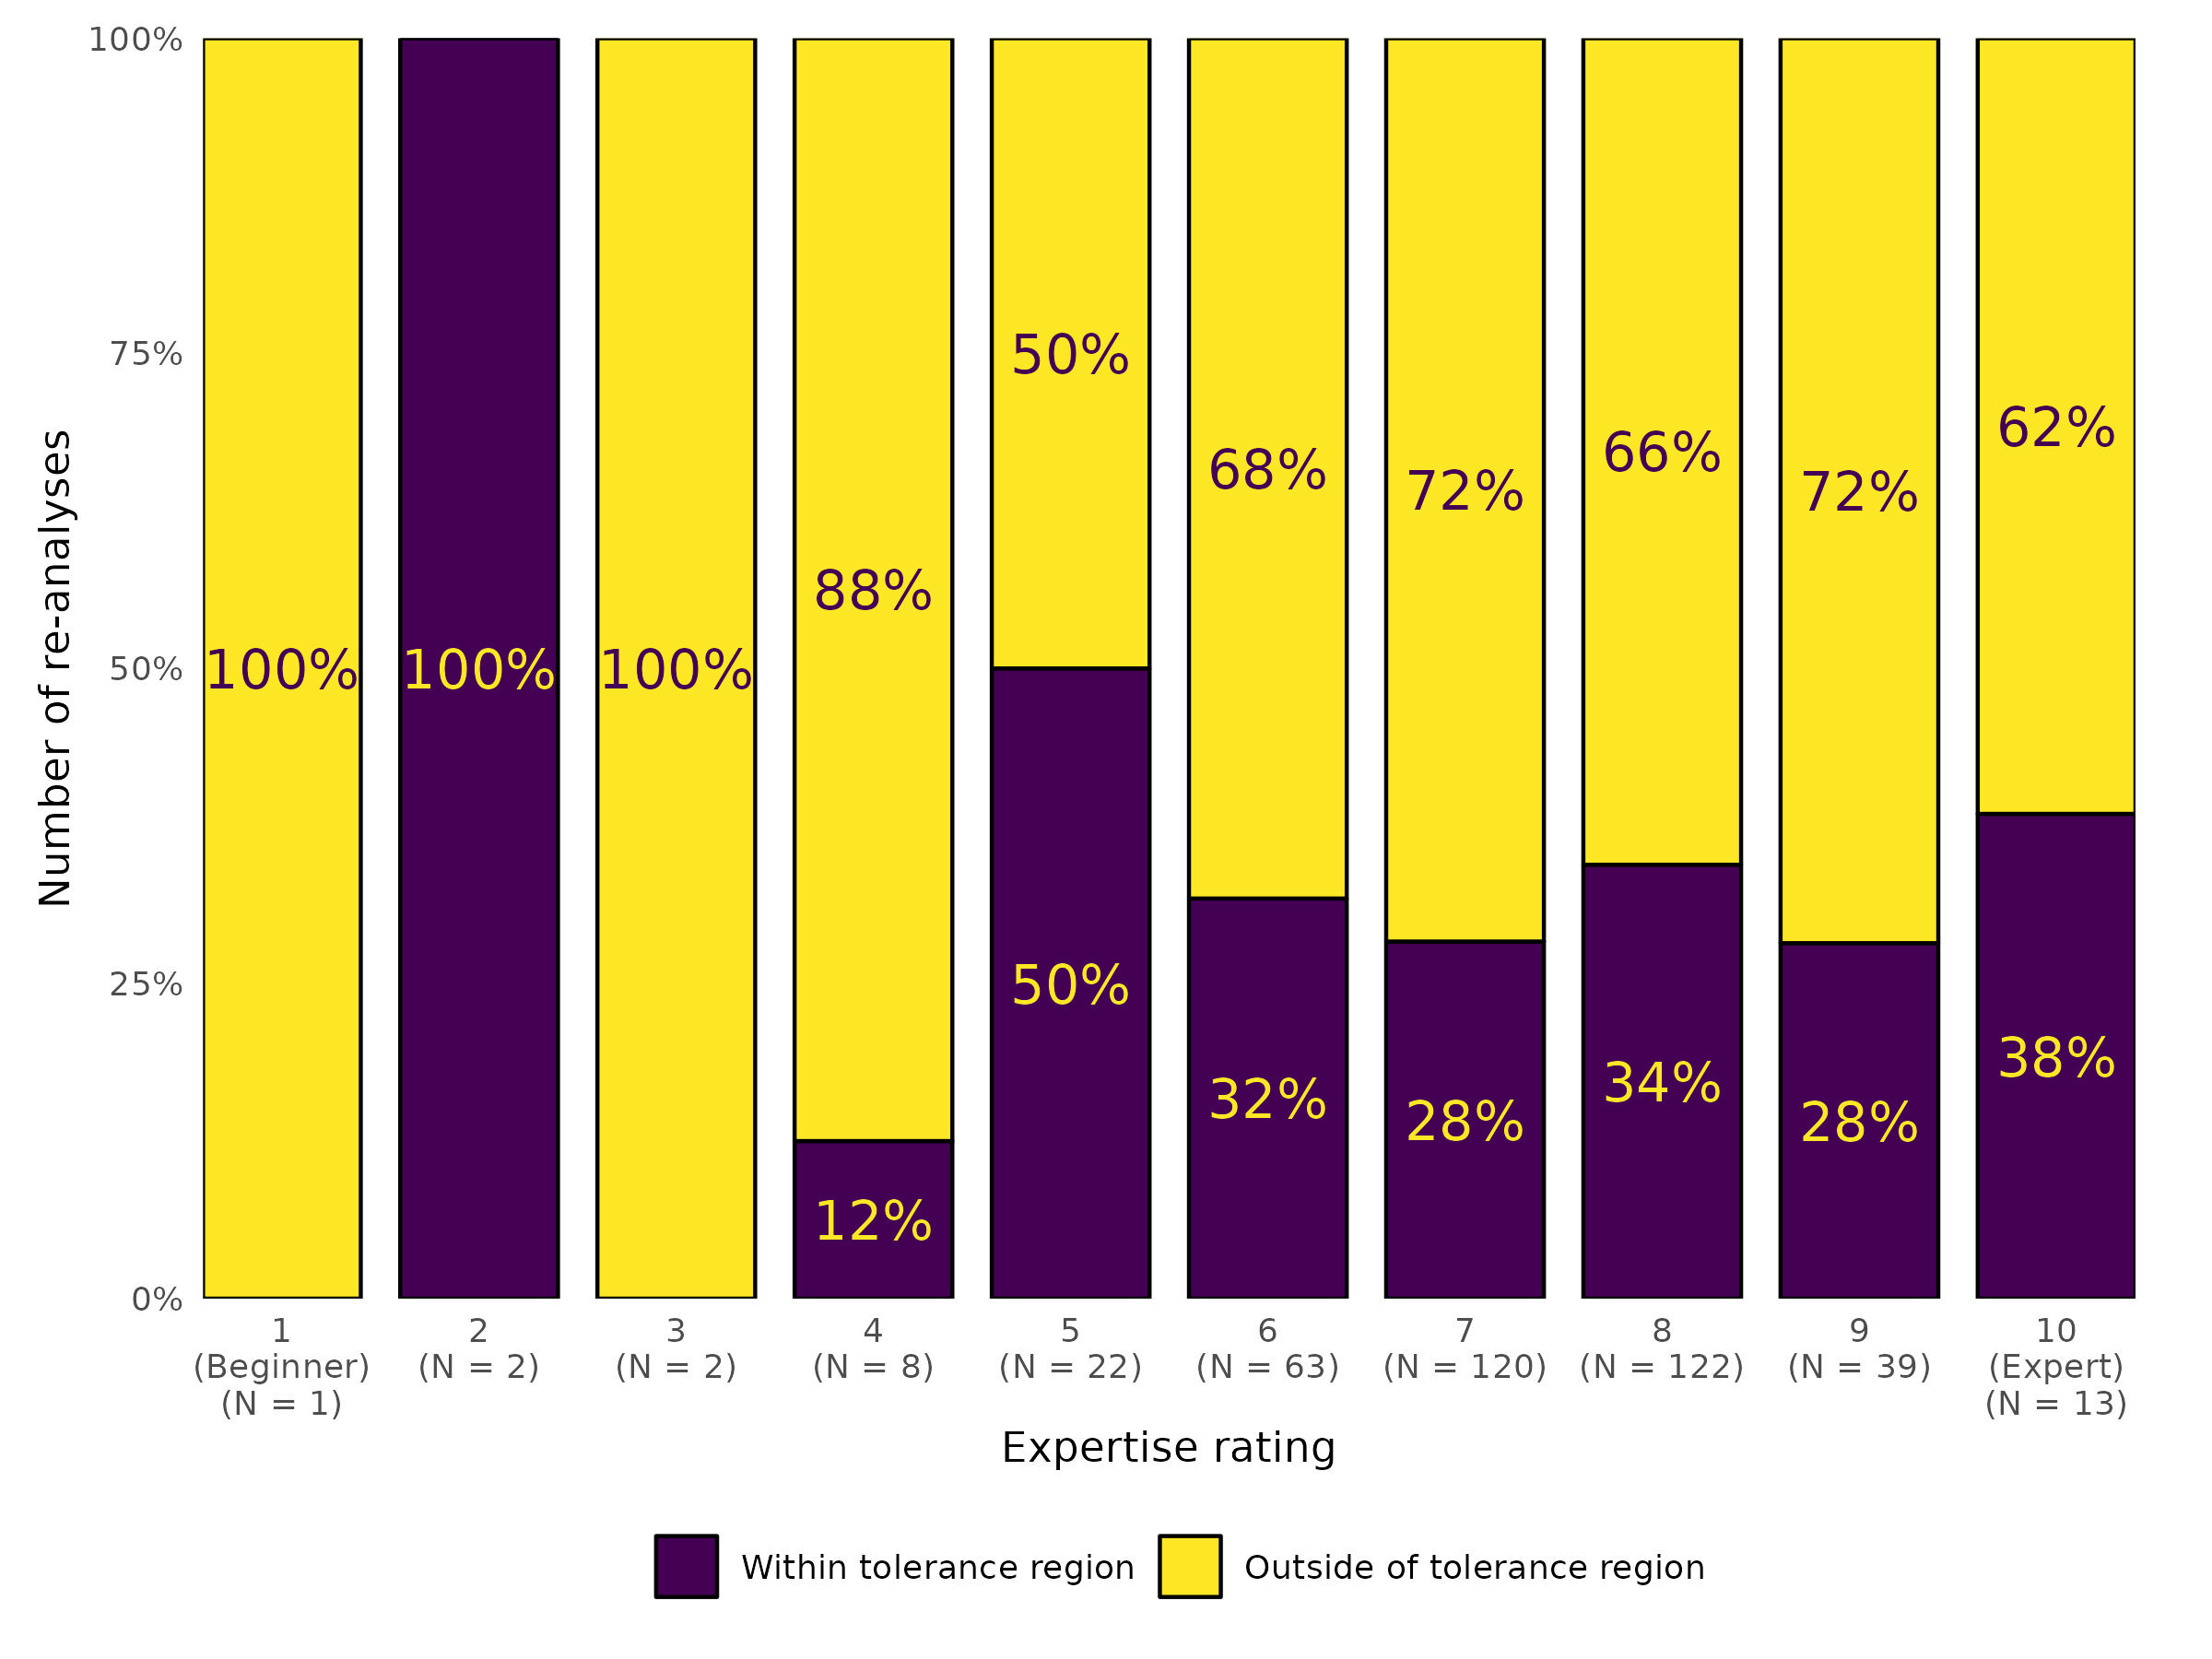 Number of re-analyses
100%
75%
50%
25%
0%
100%
100%
100%
88%
12%
50%
50%
68%
32%
72%
28%
66%
34%
72%
28%
62%
38%
1
(Beginner)
(N = 1)
2
(N = 2)
3
(N = 2)
4
(N = 8)
5
(N = 22)
6
(N = 63)
7
(N = 120)
8
(N = 122)
9
(N = 39)
10
(Expert)
(N = 13)
Expertise rating
Within tolerance region
Outside of tolerance region